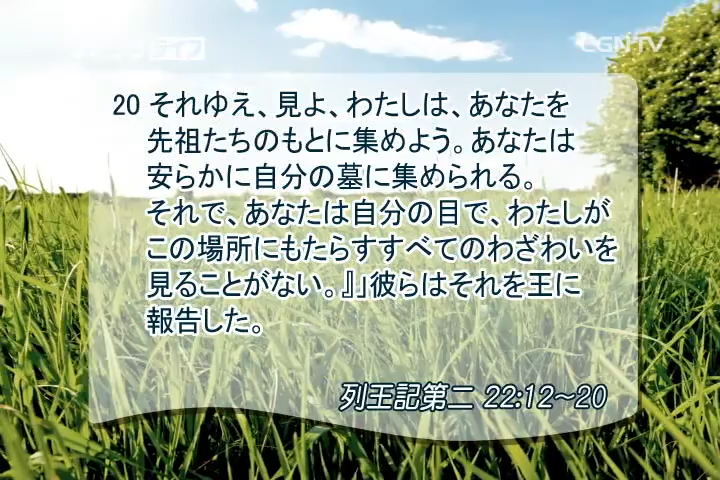 ライフ
CGNTV
20 それゆえ、見よ、わたしは、あなたを
先祖たちのもとに集めよう。あなたは
安らかに自分の墓に集められる。
それで、あなたは自分の目で、わたしが
この場所にもたらすすべてのわざわいを
見ることがない。』」彼らはそれを王に
報告した。
列王記第二 22:12~20